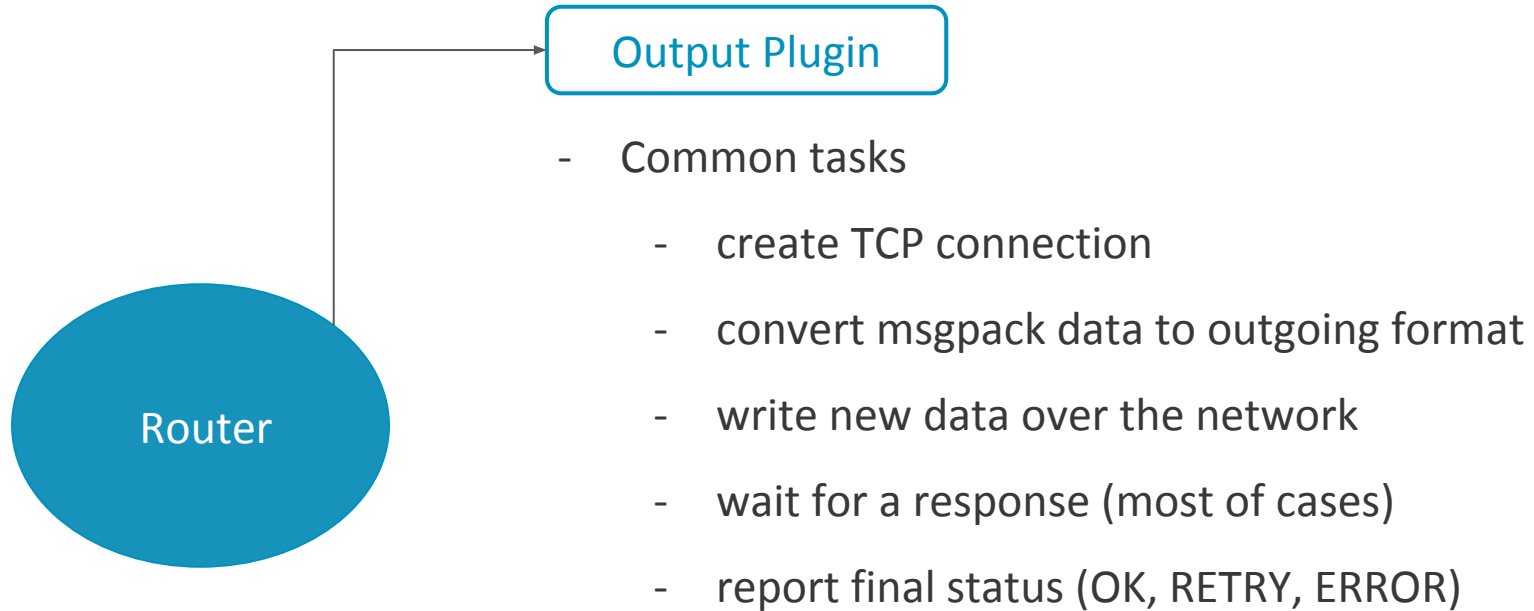 Output Plugin
- Common tasks
- create TCP connection
- convert msgpack data to outgoing format
- write new data over the network
- wait for a response (most of cases)
- report final status (OK, RETRY, ERROR)
Router